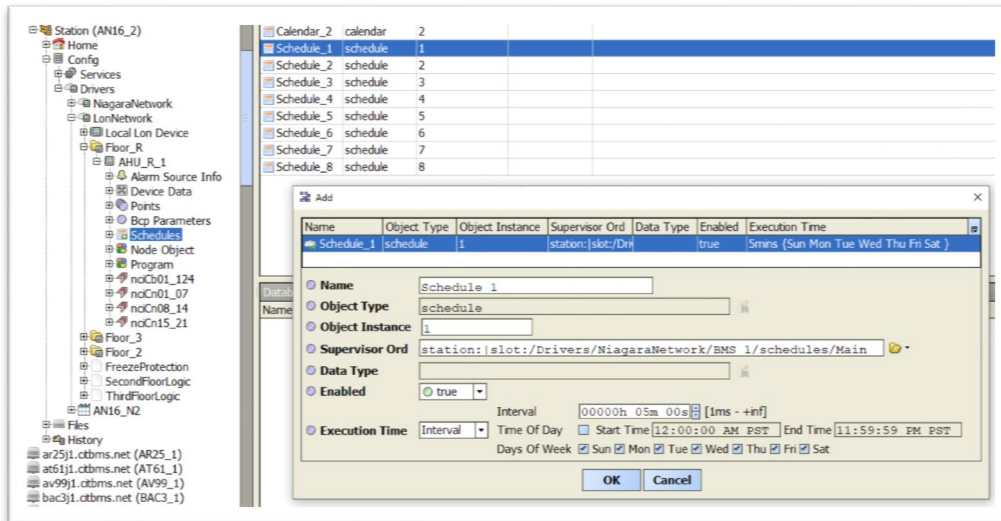 Station (AN16_2)
Home
Config
Services
Drivers
NiagaraNetwork
LonNetwork
Local Lon Device
Floor_R
AHU_R_1
Alarm Source Info
Device Data
Points
Bcp Parameters
Schedules
Node Object
Program
nciCb01_124
nciCn01_07
nciCn08_14
nciCn15_21
Floor_3
Floor_2
FreezeProtection
SecondFloorLogic
ThirdFloorLogic
AN16_N2
Files
History
ar25j1.otbms.net (AR25_1)
at61j1.otbms.net (AT61_1)
av99j1.otbms.net (AV99_1)
bac3j1.otbms.net (BAC3_1)
Calendar_2 calendar 2
Schedule_1 schedule 1
Schedule_2 schedule 2
Schedule_3 schedule 3
Schedule_4 schedule 4
Schedule_5 schedule 5
Schedule_6 schedule 6
Schedule_7 schedule 7
Schedule_8 schedule 8
Datab
Name
Add
Name Object Type Object Instance Supervisor Ord Data Type Enabled Execution Time
Schedule_1 schedule 1 station:|slot:/Dri true 5mins {Sun Mon Tue Wed Thu Fri Sat }
Name Schedule_1
Object Type schedule
Object Instance 1
Supervisor Ord station:|slot:/Drivers/NiagaraNetwork/BMS_1/schedules/Main
Data Type
Enabled true
Execution Time Interval
Interval 00000h 05m 00s [1ms - +inf]
Time Of Day Start Time 12:00:00 AM PST End Time 11:59:59 PM PST
Days Of Week Sun Mon Tue Wed Thu Fri Sat
OK Cancel